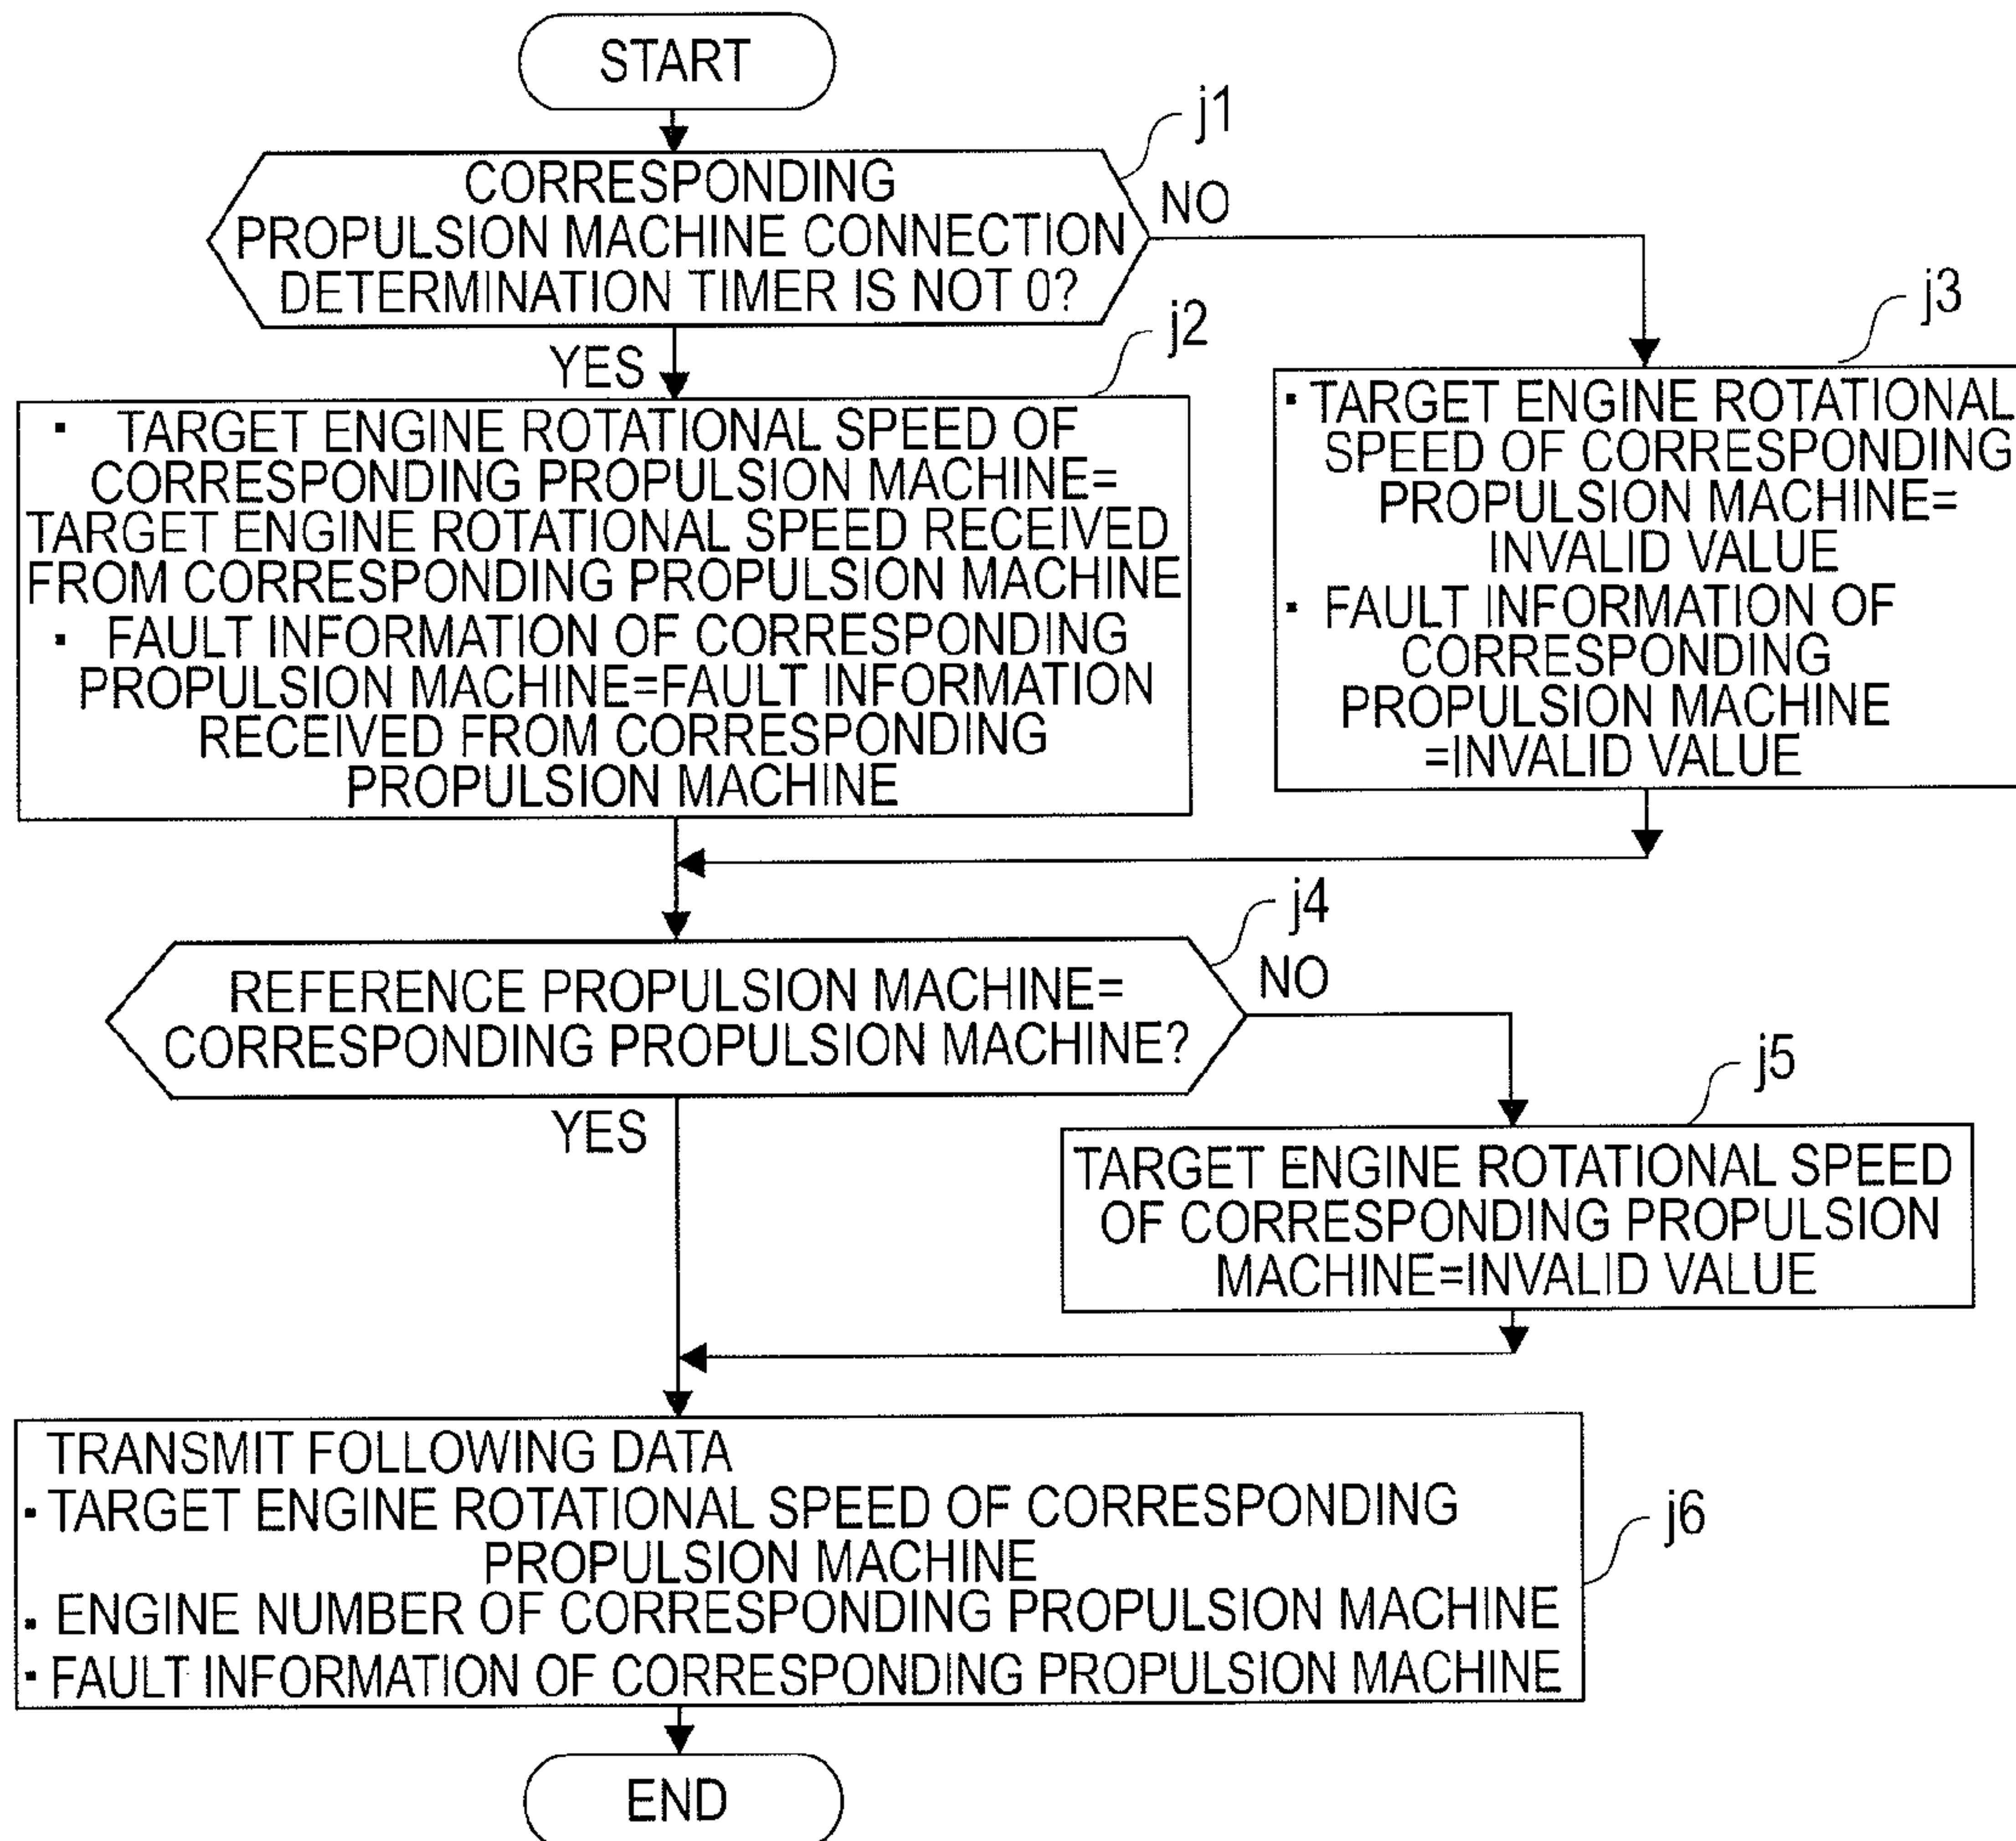 START
j1
CORRESPONDING
PROPULSION MACHINE CONNECTION
DETERMINATION TIMER IS NOT 0?
NO
YES
j2
· TARGET ENGINE ROTATIONAL SPEED OF
CORRESPONDING PROPULSION MACHINE=
TARGET ENGINE ROTATIONAL SPEED RECEIVED
FROM CORRESPONDING PROPULSION MACHINE
· FAULT INFORMATION OF CORRESPONDING
PROPULSION MACHINE=FAULT INFORMATION
RECEIVED FROM CORRESPONDING
PROPULSION MACHINE
j3
· TARGET ENGINE ROTATIONAL
SPEED OF CORRESPONDING
PROPULSION MACHINE=
INVALID VALUE
· FAULT INFORMATION OF
CORRESPONDING
PROPULSION MACHINE
=INVALID VALUE
j4
REFERENCE PROPULSION MACHINE=
CORRESPONDING PROPULSION MACHINE?
NO
YES
j5
TARGET ENGINE ROTATIONAL SPEED
OF CORRESPONDING PROPULSION
MACHINE=INVALID VALUE
TRANSMIT FOLLOWING DATA
· TARGET ENGINE ROTATIONAL SPEED OF CORRESPONDING
PROPULSION MACHINE
· ENGINE NUMBER OF CORRESPONDING PROPULSION MACHINE
· FAULT INFORMATION OF CORRESPONDING PROPULSION MACHINE
j6
END